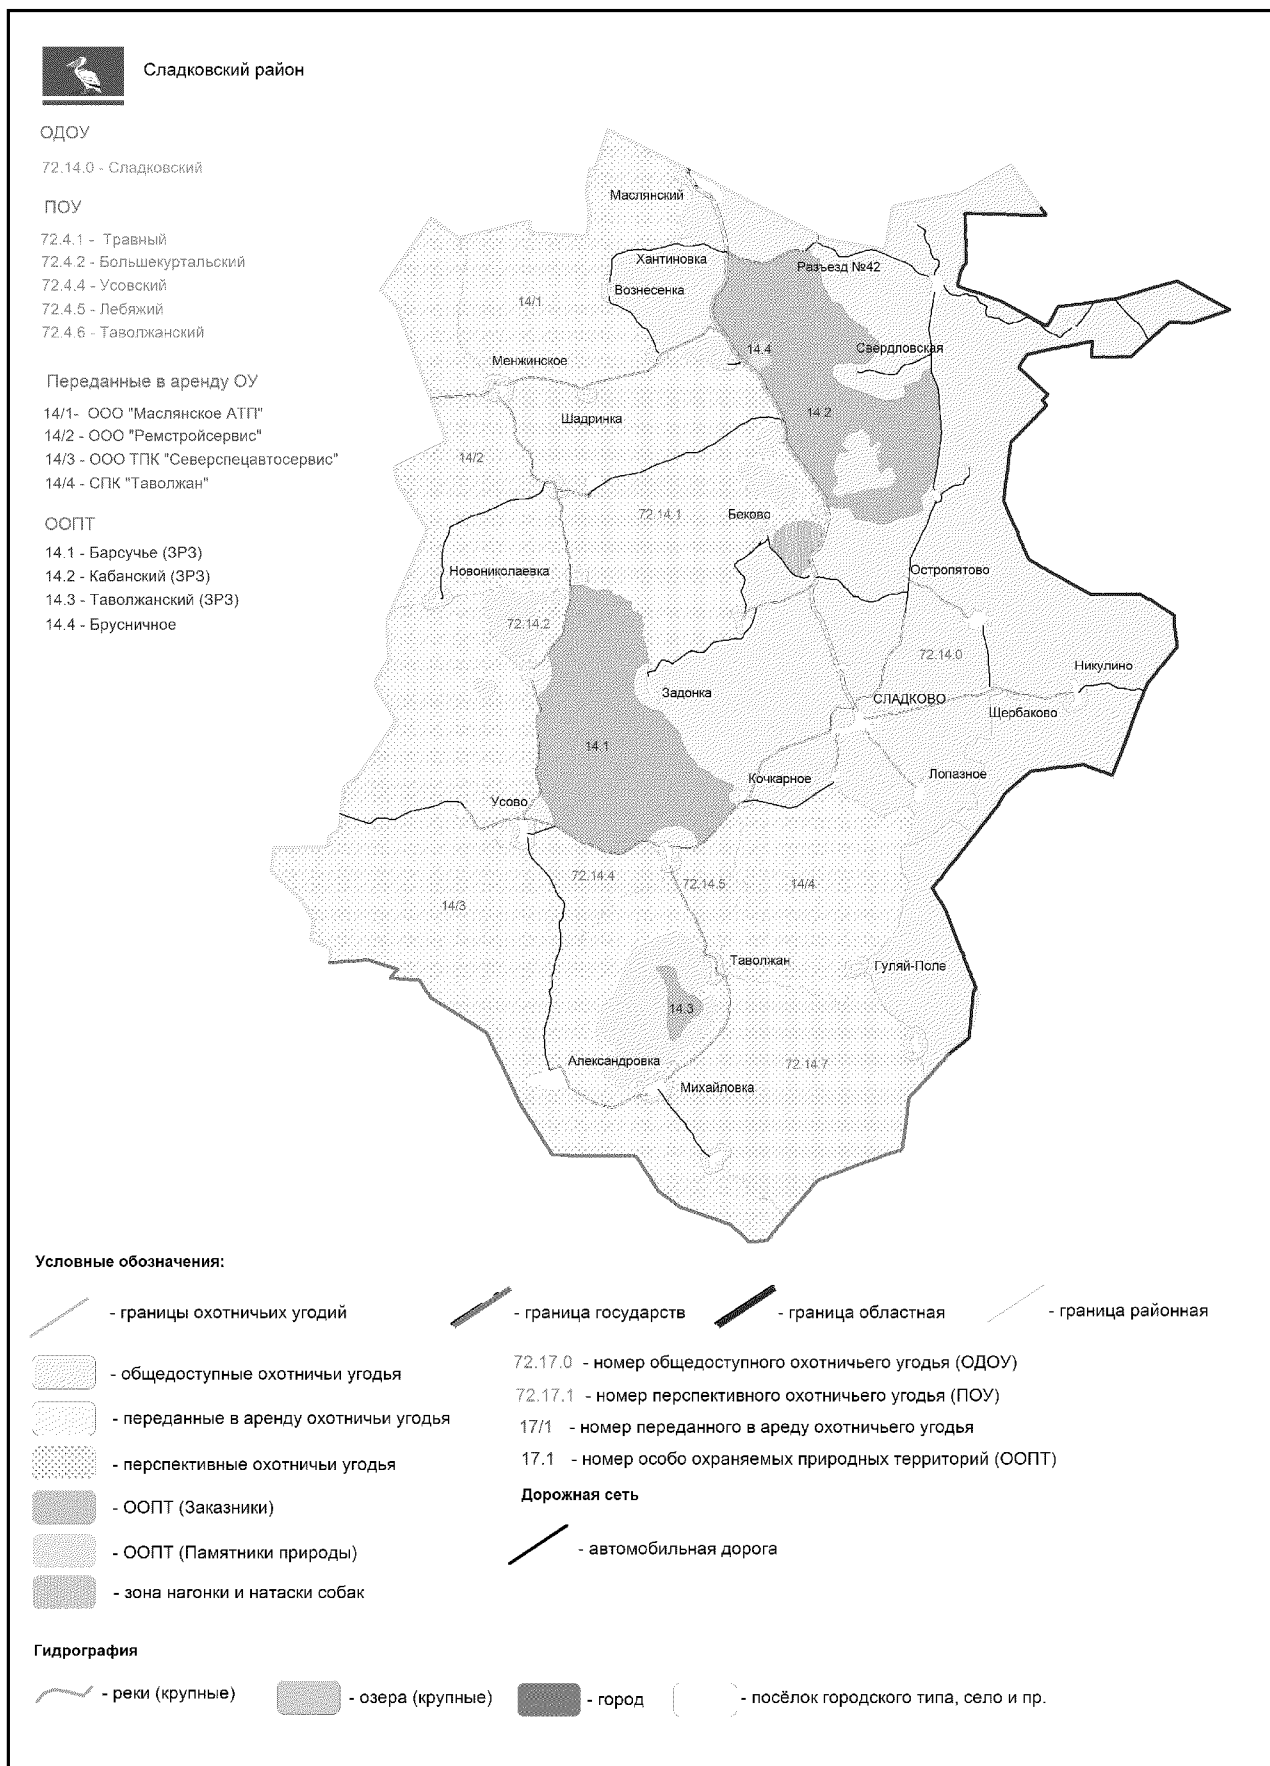 Сладковский район
ОДОУ
72.14.0 - Сладковский
ПОУ
72.4.1 - Травный
72.4.2 - Большекуртальский
72.4.4 - Усовский
72.4.5 - Лебяжий
72.4.6 - Таволжанский
Переданные в аренду ОУ
14/1- ООО "Маслянское АТП"
14/2 - ООО "Ремстройсервис"
14/3 - ООО ТПК "Северспецавтосервис"
14/4 - СПК "Таволжан"
ООПТ
14.1 - Барсучье (ЗРЗ)
14.2 - Кабанский (ЗРЗ)
14.3 - Таволжанский (ЗРЗ)
14.4 - Брусничное
Маслянский
Хантиновка
Разъезд №42
Вознесенка
14/1
14.4
Свердловская
Менжинское
14.2
Шадринка
14/2
72.14.1
Беково
Новониколаевка
Остропятово
72.14.2
72.14.0
Никулино
Задонка
СЛАДКОВО
Щербаково
14.1
Кочкарное
Лопазное
Усово
72.14.4
72.14.5
14/4
14/3
Таволжан
Гуляй-Поле
14.3
Александровка
72.14.7
Михайловка
Условные обозначения:
- границы охотничьих угодий
- граница государств
- граница областная
- граница районная
- общедоступные охотничьи угодья
- переданные в аренду охотничьи угодья
- перспективные охотничьи угодья
- ООПТ (Заказники)
- ООПТ (Памятники природы)
- зона нагонки и натаски собак
72.17.0 - номер общедоступного охотничьего угодья (ОДОУ)
72.17.1 - номер перспективного охотничьего угодья (ПОУ)
17/1 - номер переданного в ареду охотничьего угодья
17.1 - номер особо охраняемых природных территорий (ООПТ)
Дорожная сеть
- автомобильная дорога
Гидрография
- реки (крупные)
- озера (крупные)
- город
- посёлок городского типа, село и пр.